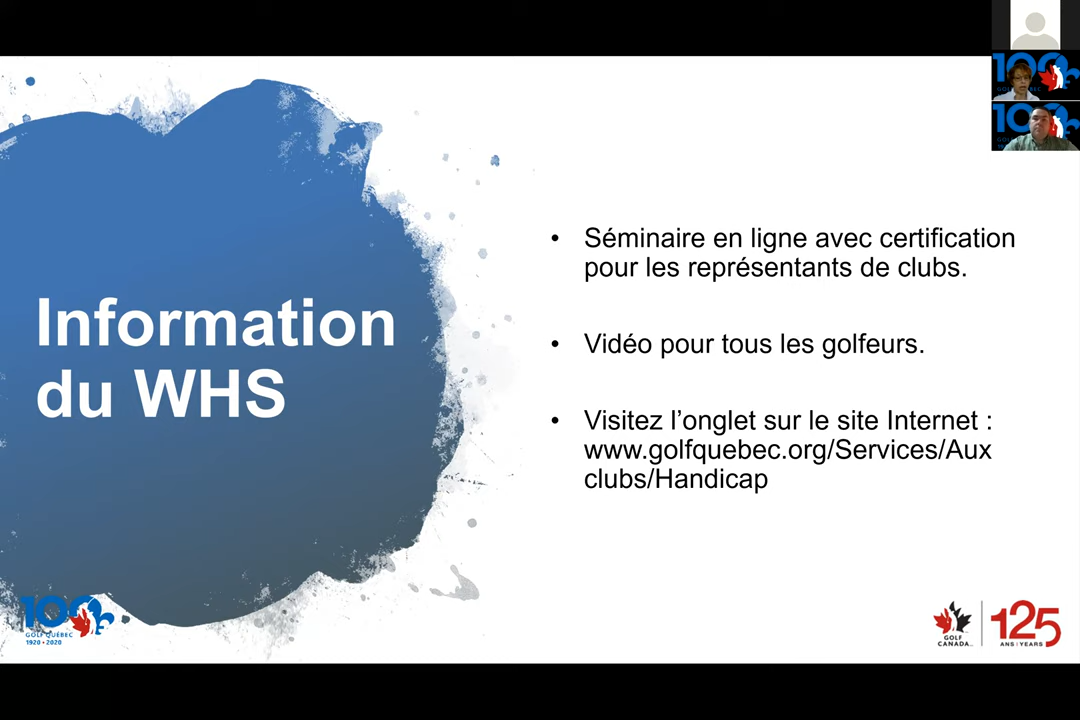 Information
du WHS
• Séminaire en ligne avec certification
pour les représentants de clubs.
• Vidéo pour tous les golfeurs.
• Visitez l’onglet sur le site Internet :
www.golfquebec.org/Services/Aux
clubs/Handicap
100
GOLF QUÉBEC
1920 • 2020
GOLF
CANADA
125
ANS | YEARS